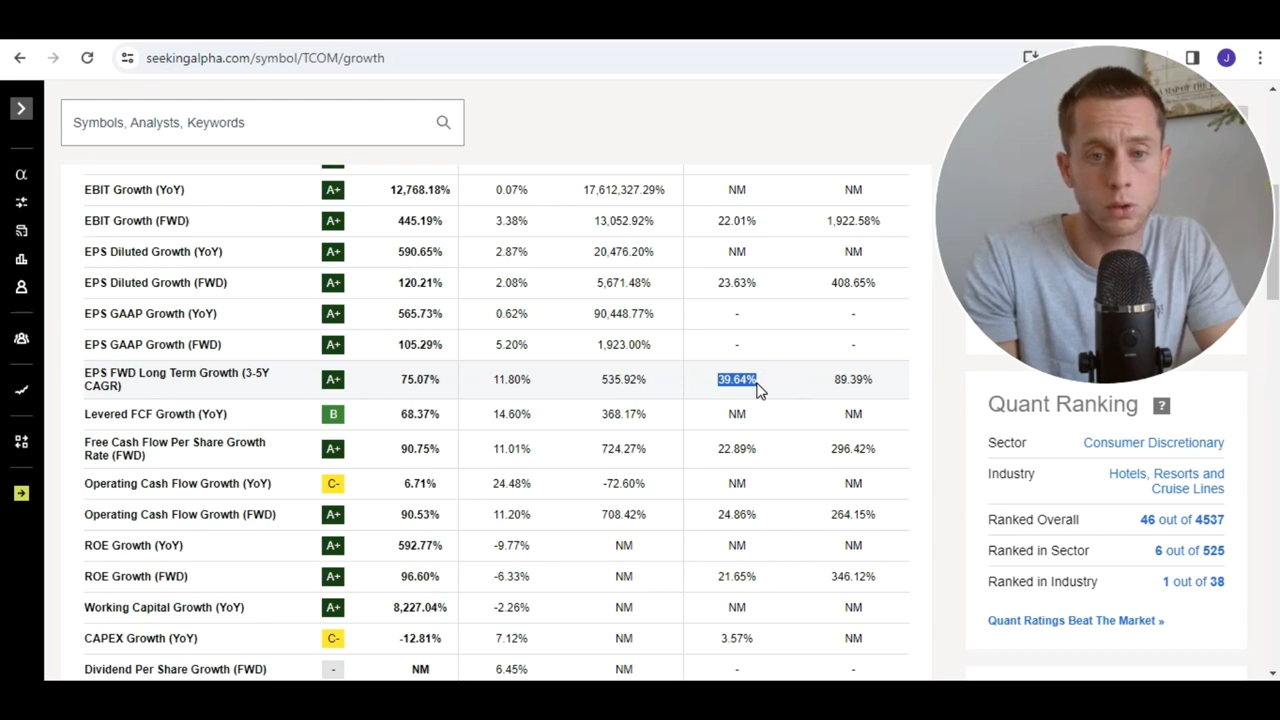 seekingalpha.com/symbol/TCOM/growth
J
Symbols, Analysts, Keywords
EBIT Growth (YoY) A+ 12,768.18% 0.07% 17,612,327.29% NM NM
EBIT Growth (FWD) A+ 445.19% 3.38% 13,052.92% 22.01% 1,922.58%
EPS Diluted Growth (YoY) A+ 590.65% 2.87% 20,476.20% NM NM
EPS Diluted Growth (FWD) A+ 120.21% 2.08% 5,671.48% 23.63% 408.65%
EPS GAAP Growth (YoY) A+ 565.73% 0.62% 90,448.77% - -
EPS GAAP Growth (FWD) A+ 105.29% 5.20% 1,923.00% - -
EPS FWD Long Term Growth (3-5Y
CAGR) A+ 75.07% 11.80% 535.92% 39.64% 89.39%
Levered FCF Growth (YoY) B 68.37% 14.60% 368.17% NM NM
Free Cash Flow Per Share Growth
Rate (FWD) A+ 90.75% 11.01% 724.27% 22.89% 296.42%
Operating Cash Flow Growth (YoY) C- 6.71% 24.48% -72.60% NM NM
Operating Cash Flow Growth (FWD) A+ 90.53% 11.20% 708.42% 24.86% 264.15%
ROE Growth (YoY) A+ 592.77% -9.77% NM NM NM
ROE Growth (FWD) A+ 96.60% -6.33% NM 21.65% 346.12%
Working Capital Growth (YoY) A+ 8,227.04% -2.26% NM NM NM
CAPEX Growth (YoY) C- -12.81% 7.12% NM 3.57% NM
Dividend Per Share Growth (FWD) - NM 6.45% NM - -
Quant Ranking ?
Sector Consumer Discretionary
Industry Hotels, Resorts and
Cruise Lines
Ranked Overall 46 out of 4537
Ranked in Sector 6 out of 525
Ranked in Industry 1 out of 38
Quant Ratings Beat The Market »